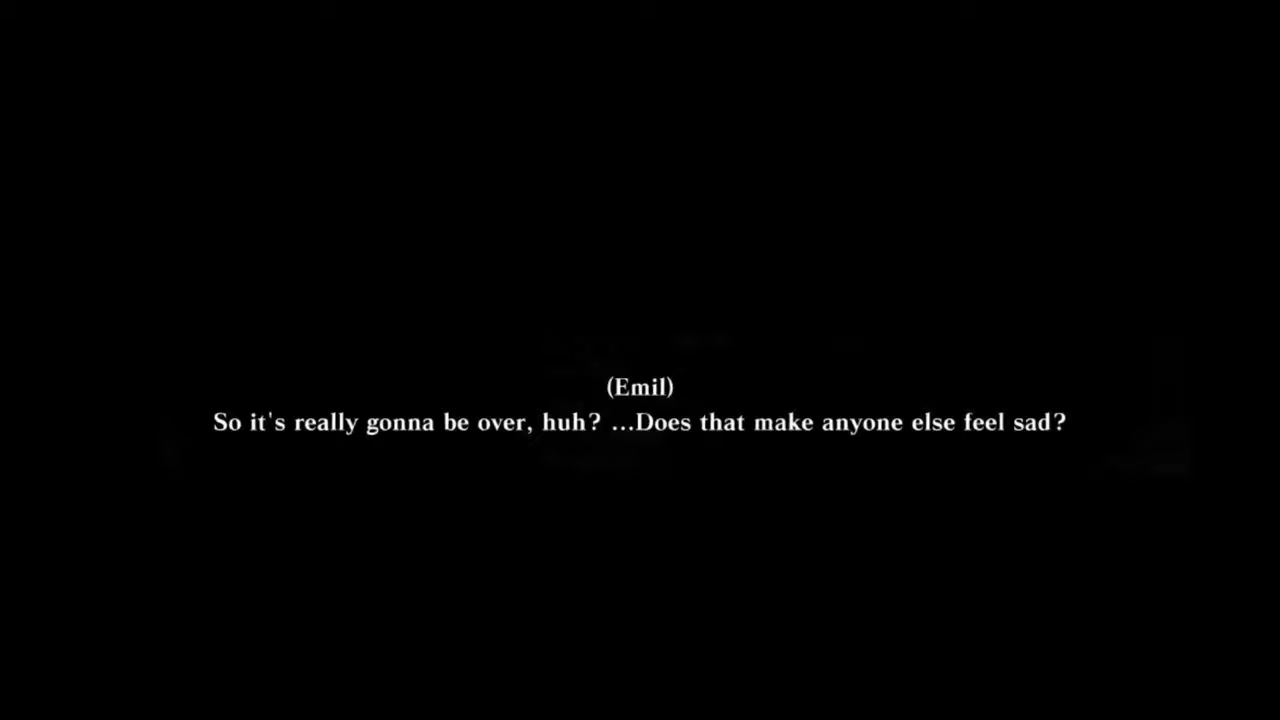 (Emil)
So it's really gonna be over, huh? ...Does that make anyone else feel sad?